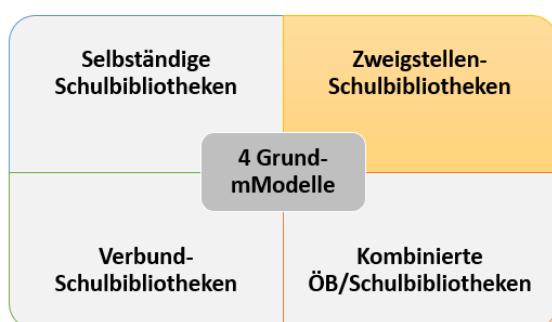 Selbständige
Schulbibliotheken
Zweigstellen-
Schulbibliotheken
4 Grund-
mModelle
Verbund-
Schulbibliotheken
Kombinierte
ÖB/Schulbibliotheken